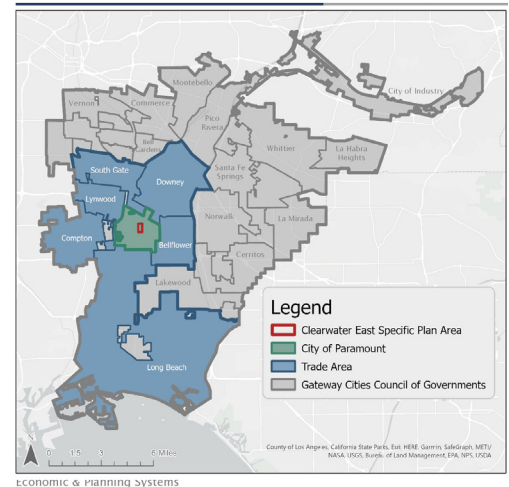 Montebello
City of Industry
Vernon
Commerce
Pico
Rivera
Bell
Gardens
Whittier
La Habra
Heights
South Gate
Downey
Santa Fe
Springs
Lynwood
Norwalk
La Mirada
Compton
Bellflower
Cerritos
Lakewood
Long Beach
Legend
Clearwater East Specific Plan Area
City of Paramount
Trade Area
Gateway Cities Council of Governments
N
0 1.5 3 6 Miles
County of Los Angeles, California State Parks, Esri, HERE, Garmin, SafeGraph, METI/
NASA, USGS, Bureau of Land Management, EPA, NPS, USDA
Economic & Planning Systems